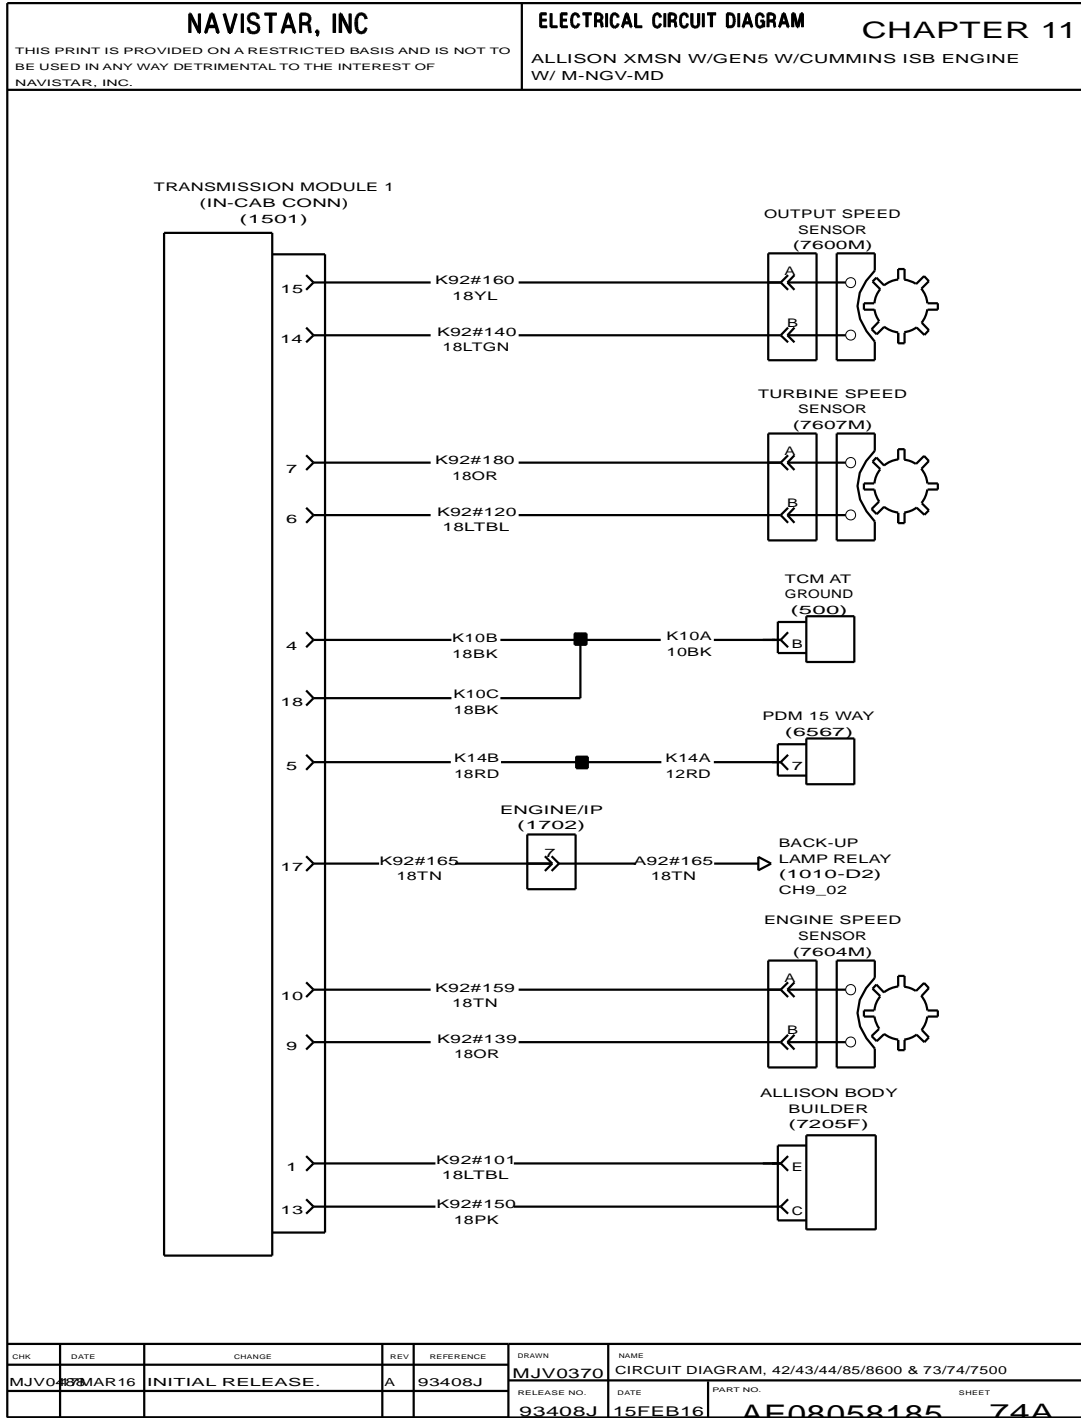 NAVISTAR, INC
THIS PRINT IS PROVIDED ON A RESTRICTED BASIS AND IS NOT TO
BE USED IN ANY WAY DETRIMENTAL TO THE INTEREST OF
NAVISTAR, INC.
ELECTRICAL CIRCUIT DIAGRAM
CHAPTER 11
ALLISON XMSN W/GEN5 W/CUMMINS ISB ENGINE
W/ M-NGV-MD
TRANSMISSION MODULE 1
(IN-CAB CONN)
(1501)
OUTPUT SPEED
SENSOR
(7600M)
15
K92#160
18YL
A
14
K92#140
18LTGN
B
TURBINE SPEED
SENSOR
(7607M)
7
K92#180
18OR
A
6
K92#120
18LTBL
B
TCM AT
GROUND
(500)
4
K10B
18BK
K10A
10BK
B
18
K10C
18BK
PDM 15 WAY
(6567)
5
K14B
18RD
K14A
12RD
7
ENGINE/IP
(1702)
17
K92#165
18TN
7
A92#165
18TN
BACK-UP
LAMP RELAY
(1010-D2)
CH9_02
ENGINE SPEED
SENSOR
(7604M)
10
K92#159
18TN
A
9
K92#139
18OR
B
ALLISON BODY
BUILDER
(7205F)
1
K92#101
18LTBL
E
13
K92#150
18PK
C
CHK DATE CHANGE REV REFERENCE
MJV0488 MAR16 INITIAL RELEASE. A 93408J
DRAWN
MJV0370
NAME
CIRCUIT DIAGRAM, 42/43/44/85/8600 & 73/74/7500
RELEASE NO.
93408J
DATE
15FEB16
PART NO.
AF08058185
SHEET
74A